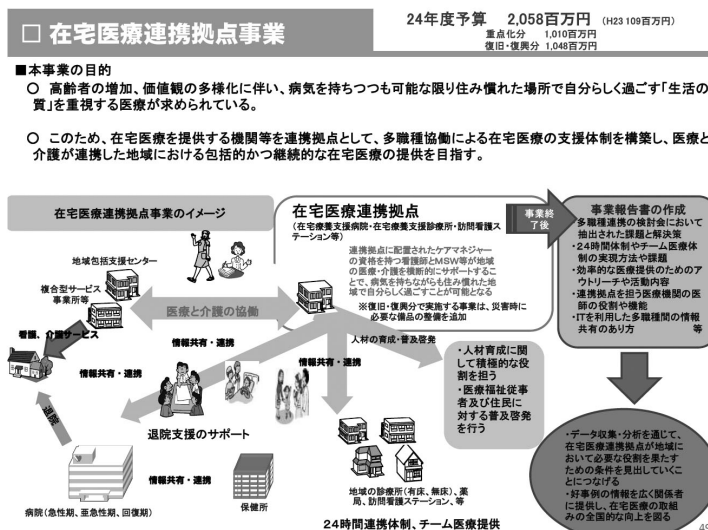 □ 在宅医療連携拠点事業
24年度予算　2,058百万円（H23 109百万円）
重点化分　1,010百万円
復旧・復興分 1,048百万円
■本事業の目的
○ 高齢者の増加、価値観の多様化に伴い、病気を持ちつつも可能な限り住み慣れた場所で自分らしく過ごす「生活の
質」を重視する医療が求められている。
○ このため、在宅医療を提供する機関等を連携拠点として、多職種協働による在宅医療の支援体制を構築し、医療と
介護が連携した地域における包括的かつ継続的な在宅医療の提供を目指す。
在宅医療連携拠点事業のイメージ
地域包括支援センター
複合型サービス
事業所等
看護、介護サービス
医療と介護の協働
情報共有・連携
情報共有・連携
情報共有・連携
退院支援のサポート
退院
病院（急性期、亜急性期、回復期）
情報共有・連携
保健所
在宅医療連携拠点
（在宅療養支援病院・在宅療養支援診療所・訪問看護ス
テーション等）
連携拠点に配置されたケアマネジャー
の資格を持つ看護師とMSW等が地域
の医療・介護を横断的にサポートするこ
とで、病気を持ちながらも住み慣れた地
域で自分らしく過ごすことが可能となる
※復旧・復興分で実施する事業は、災害時に
必要な備品の整備を追加
人材の育成・普及啓発
・人材育成に関
して積極的な役
割を担う
・医療福祉従事
者及び住民に
対する普及啓発
を行う
地域の診療所（有床、無床）、薬
局、訪問看護ステーション、等
24時間連携体制、チーム医療提供
事業終
了後
事業報告書の作成
・多職種連携の検討会において
抽出された課題と解決策
・24時間体制やチーム医療体
制の実現方法や課題
・効率的な医療提供のためのア
ウトリーチや活動内容
・連携拠点を担う医療機関の医
師の役割や機能
・ITを利用した多職種間の情報
共有のあり方　等
・データ収集・分析を通じて、
在宅医療連携拠点が地域に
おいて必要な役割を果たす
ための条件を見出していくこ
とにつなげる
・好事例の情報を広く関係者
に提供し、在宅医療の取組
みの全国的な向上を図る